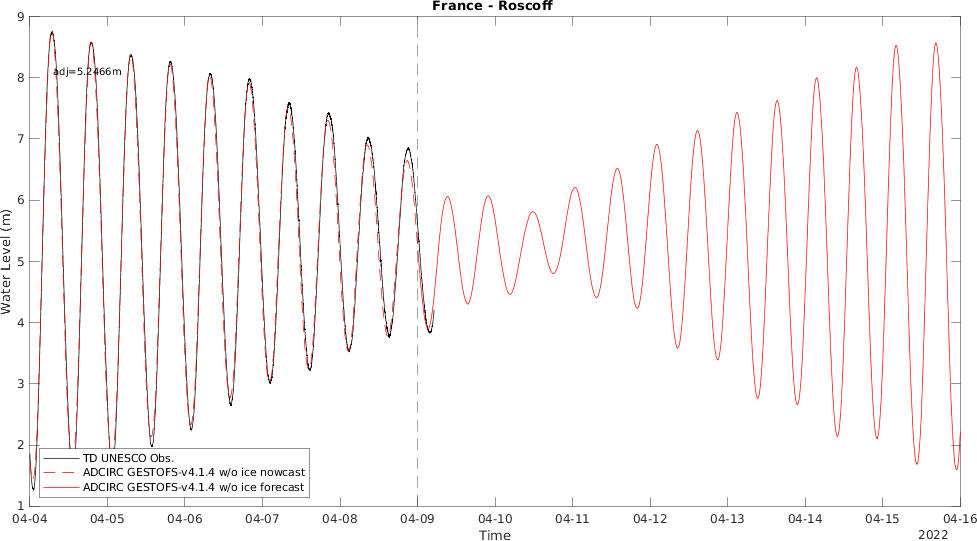 France - Roscoff
9
8
7
6
5
4
3
2
1
Water Level (m)
adj=5.2466m
TD UNESCO Obs.
ADCIRC GESTOFS-v4.1.4 w/o ice nowcast
ADCIRC GESTOFS-v4.1.4 w/o ice forecast
04-04 04-05 04-06 04-07 04-08 04-09 04-10 04-11 04-12 04-13 04-14 04-15 04-16
Time
2022